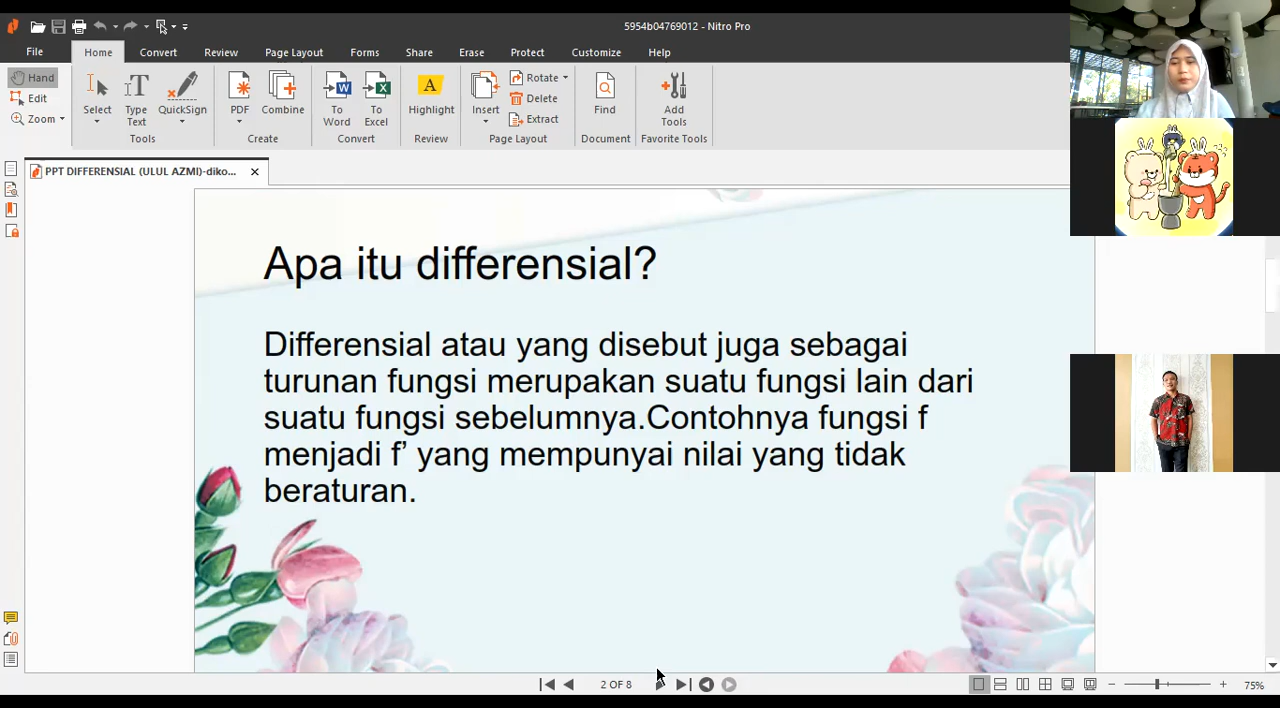 5954b04769012 - Nitro Pro
File Home Convert Review Page Layout Forms Share Erase Protect Customize Help
Hand
Edit
Zoom
Select
Type Text
QuickSign
Tools
PDF
Combine
Create
To Word
To Excel
Convert
Highlight
Review
Insert
Rotate
Delete
Extract
Page Layout
Find
Document
Add Tools
Favorite Tools
PPT DIFFERENSIAL (ULUL AZMI)-diko...
Apa itu differensial?
Differensial atau yang disebut juga sebagai
turunan fungsi merupakan suatu fungsi lain dari
suatu fungsi sebelumnya.Contohnya fungsi f
menjadi f’ yang mempunyai nilai yang tidak
beraturan.
2 OF 8
75%